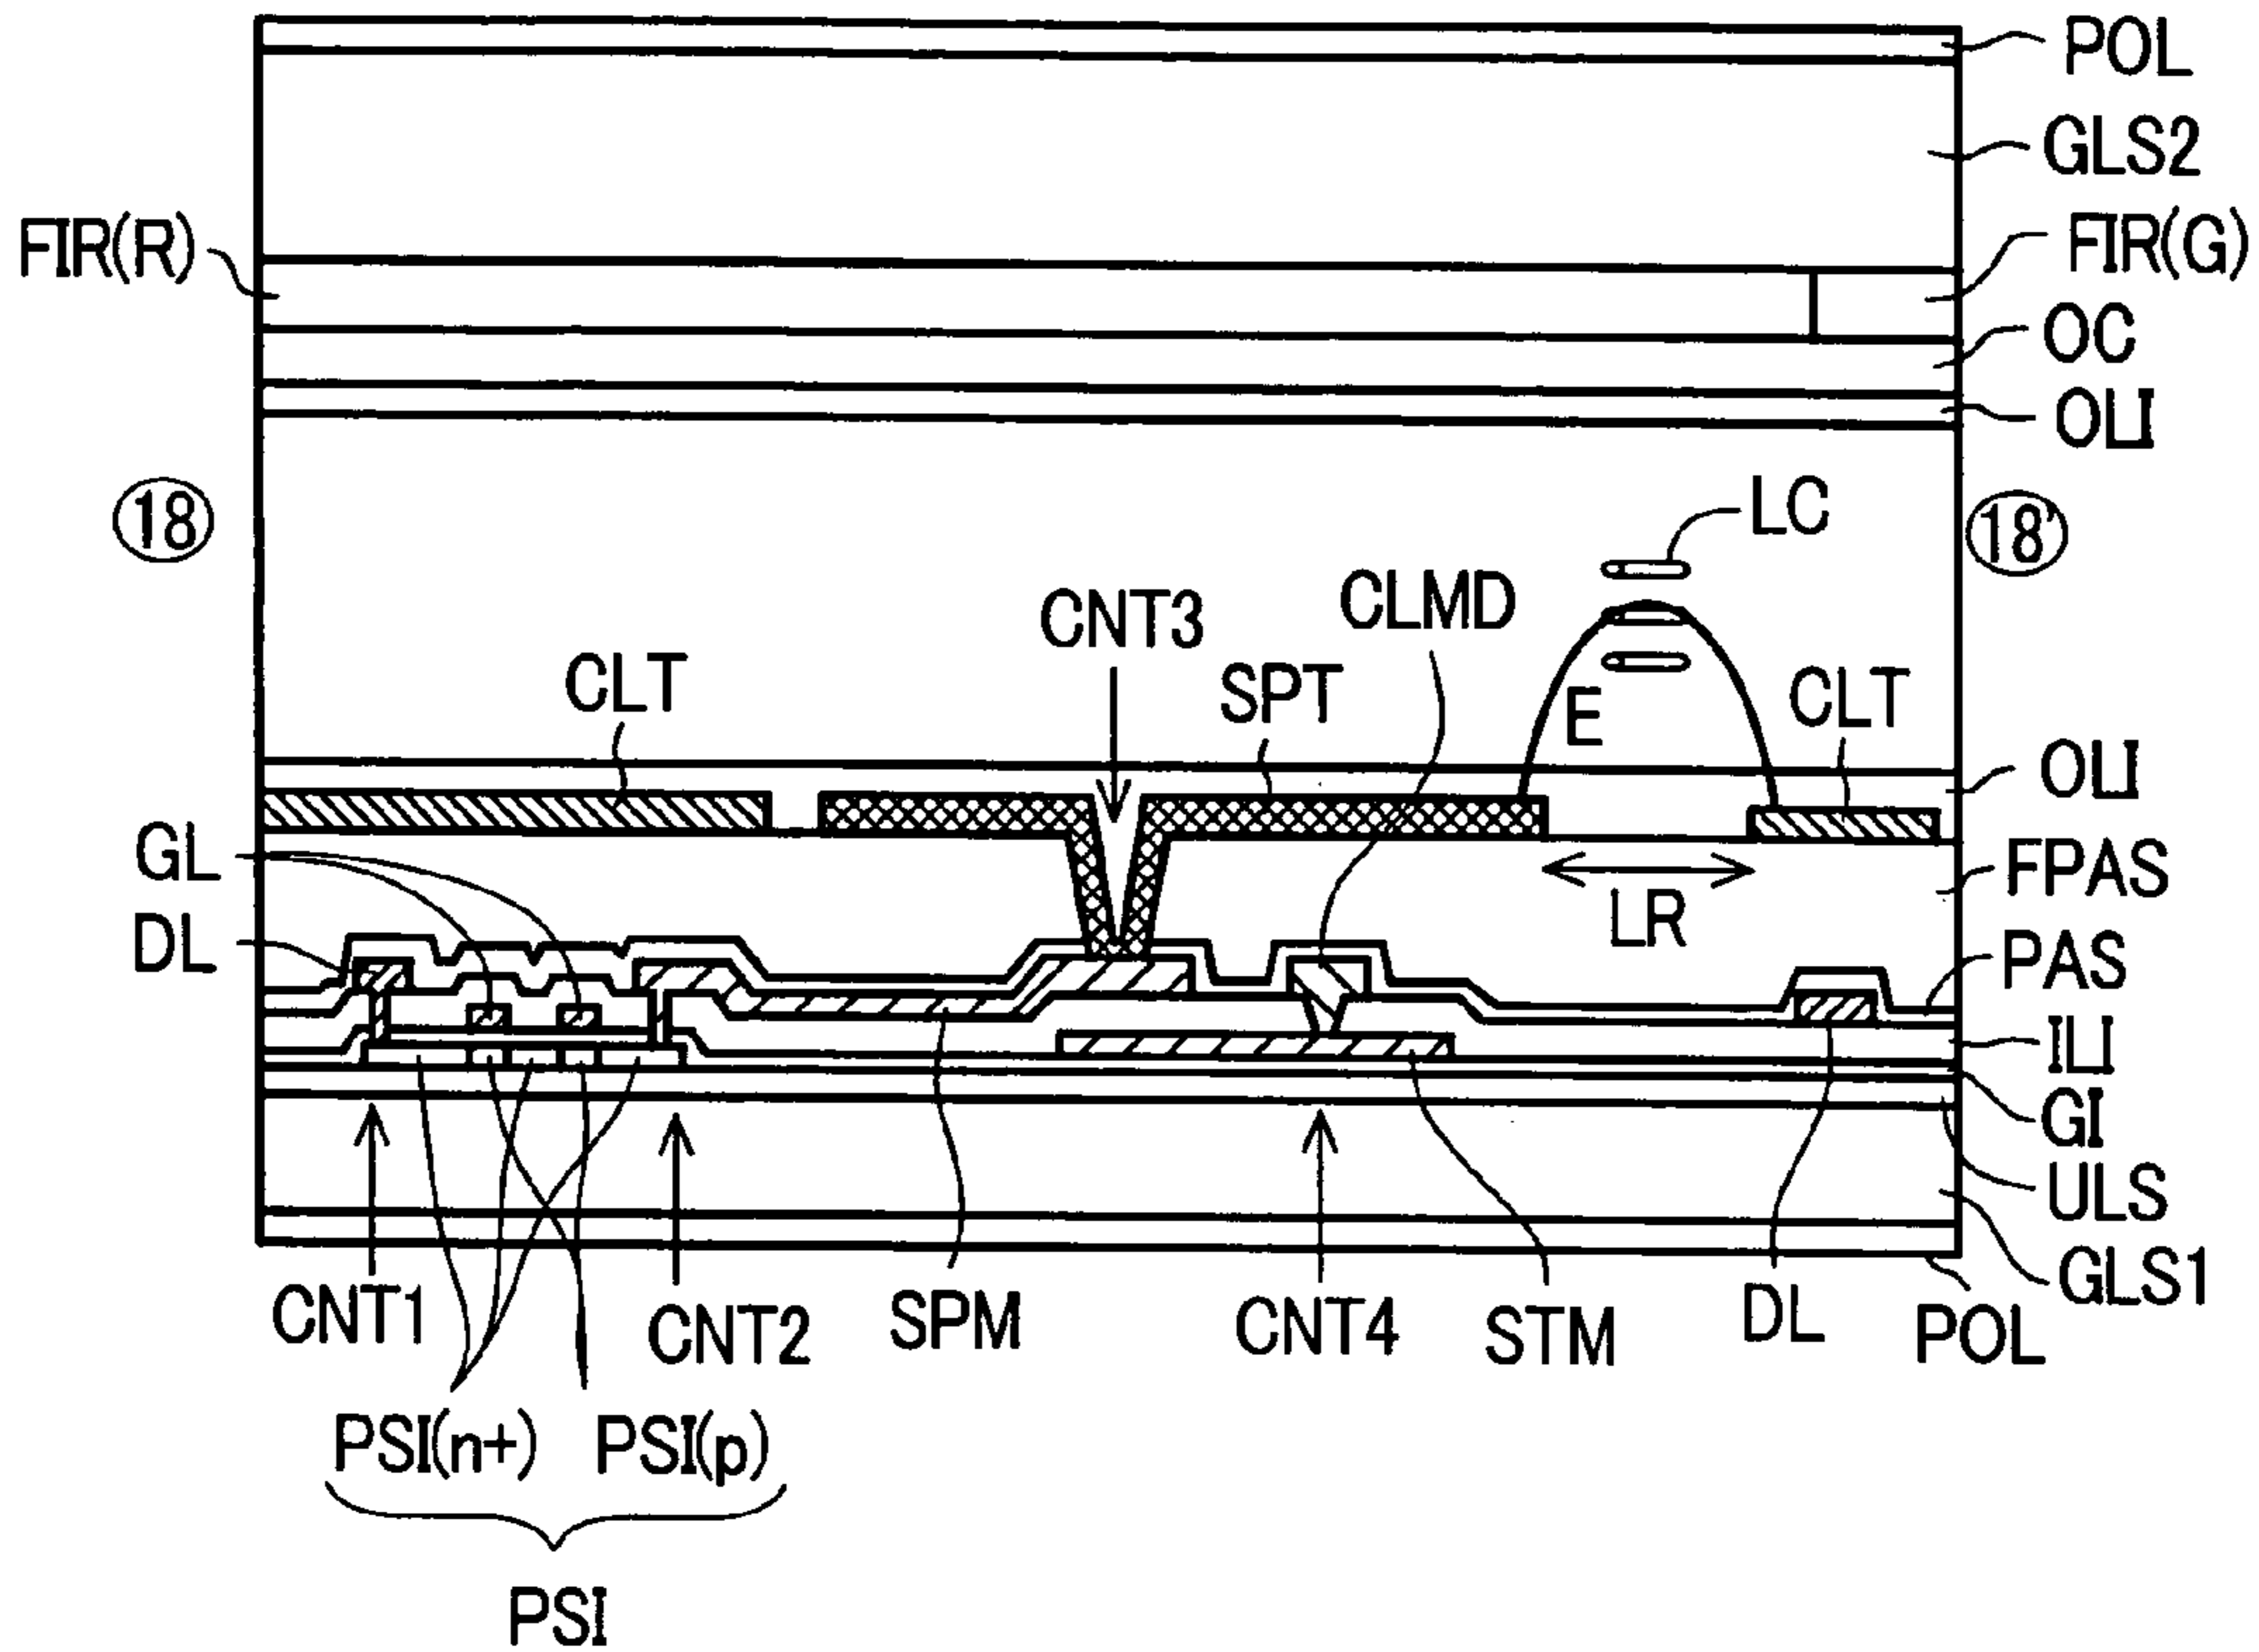 POL
GLS2
FIR(R)
FIR(G)
OC
OLI
18
LC
18'
CNT3
CLMD
CLT
SPT
E
CLT
OLI
GL
FPAS
DL
LR
PAS
ILI
GI
ULS
GLS1
CNT1
CNT2
SPM
CNT4
STM
DL
POL
PSI(n+)
PSI(p)
PSI